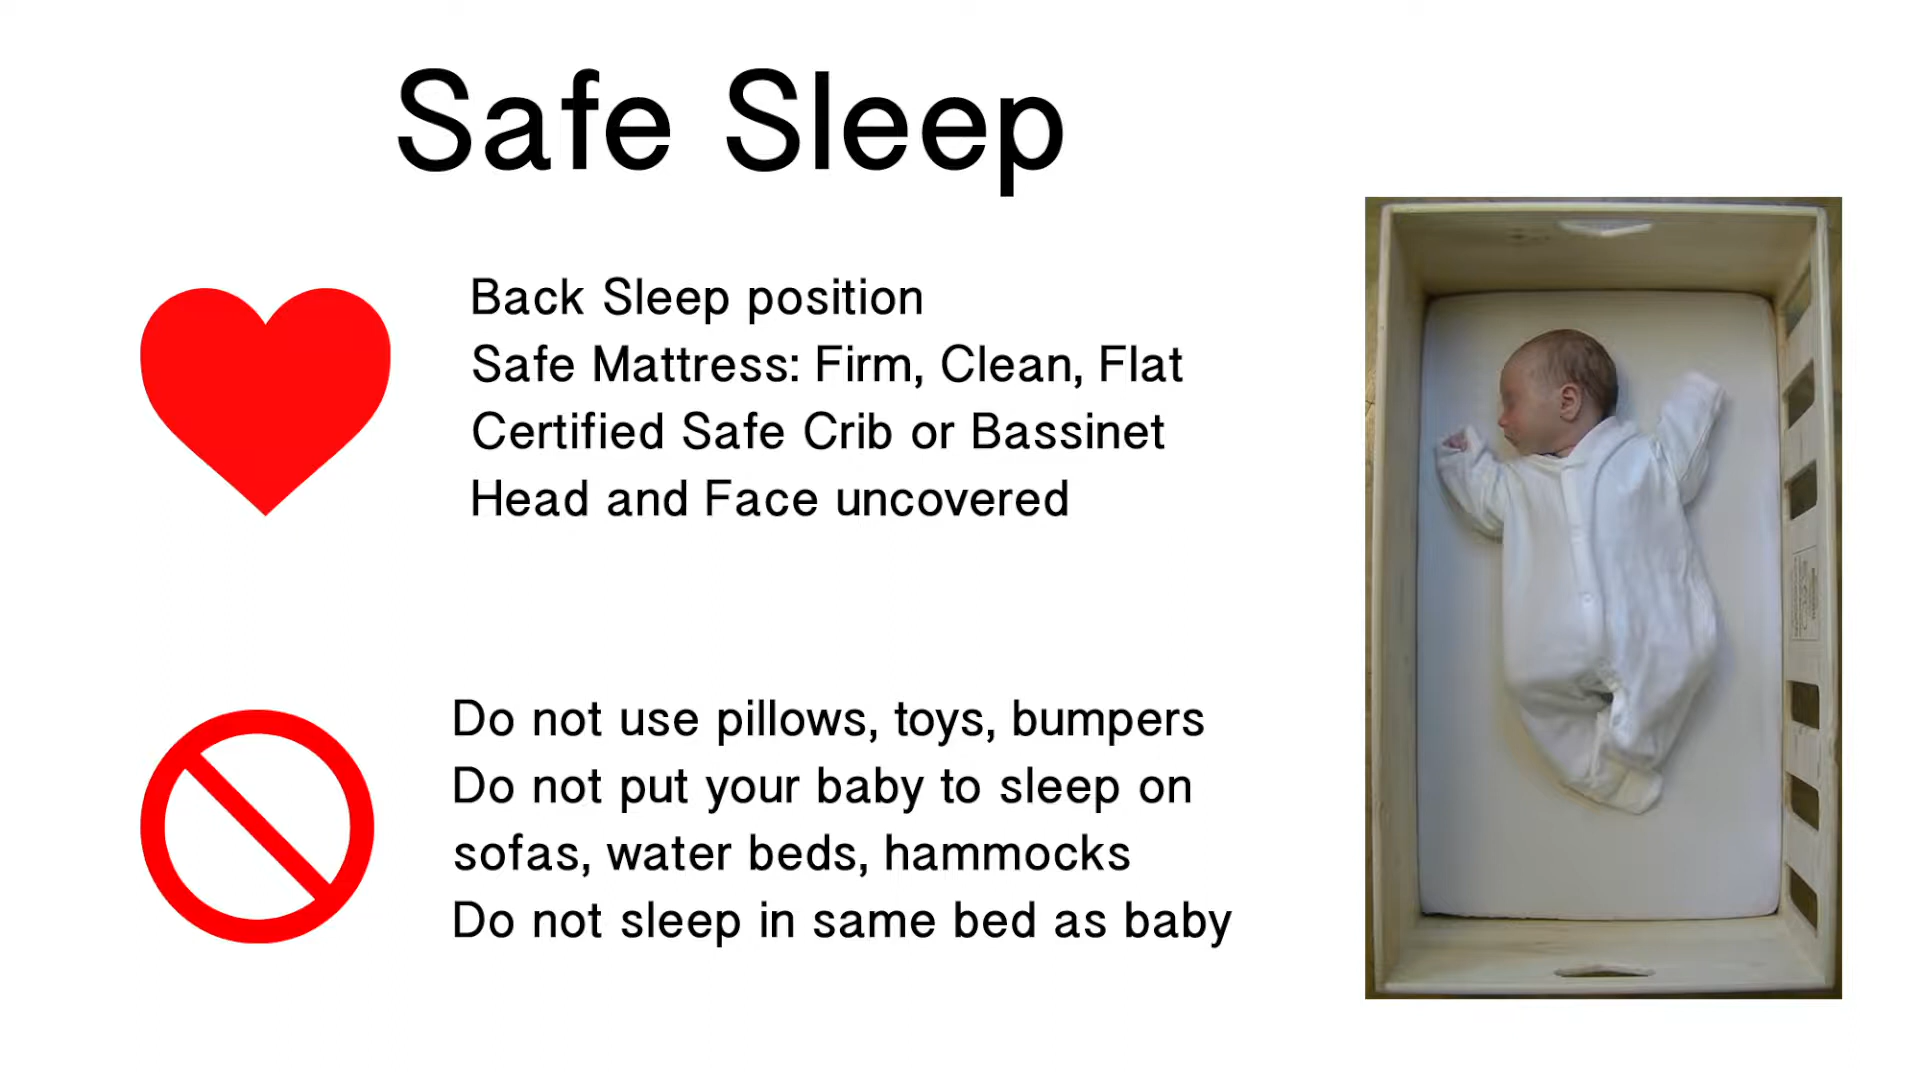 Safe Sleep
Back Sleep position
Safe Mattress: Firm, Clean, Flat
Certified Safe Crib or Bassinet
Head and Face uncovered
Do not use pillows, toys, bumpers
Do not put your baby to sleep on
sofas, water beds, hammocks
Do not sleep in same bed as baby